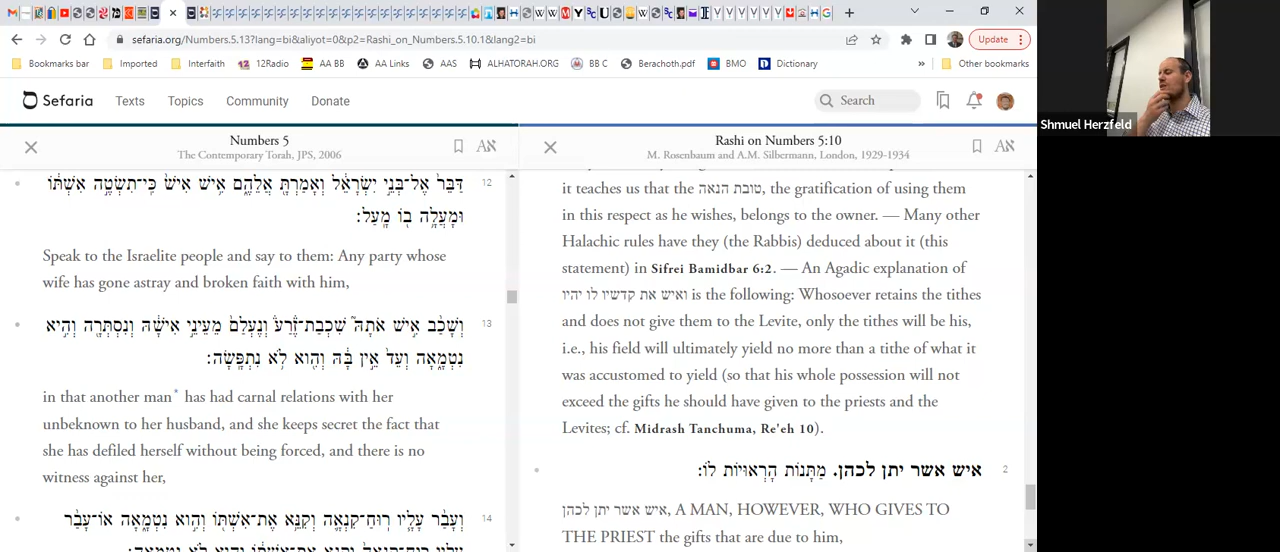 sefaria.org/Numbers.5.13?lang=bi&aliyot=0&p2=Rashi_on_Numbers.5.10.1&lang2=bi
Update
Bookmarks bar
Imported
Interfaith
12Radio
AA BB
AA Links
AAS
ALHATORAH.ORG
BB C
Berachoth.pdf
BMO
Dictionary
»
Other bookmarks
Sefaria
Texts
Topics
Community
Donate
Search
Numbers 5
The Contemporary Torah, JPS, 2006
12
דַּבֵּר֙ אֶל־בְּנֵ֣י יִשְׂרָאֵ֔ל וְאָמַרְתָּ֖ אֲלֵהֶ֑ם אִ֥ישׁ אִישׁ֙ כִּֽי־תִשְׂטֶ֣ה אִשְׁתּ֔וֹ
וּמָעֲלָ֥ה ב֖וֹ מָֽעַל׃
Speak to the Israelite people and say to them: Any party whose
wife has gone astray and broken faith with him,
13
וְשָׁכַ֨ב אִ֣ישׁ אֹתָהּ֮ שִׁכְבַת־זֶ֒רַע֒ וְנֶעְלַם֙ מֵעֵינֵ֣י אִישָׁ֔הּ וְנִסְתְּרָ֖ה וְהִ֣יא
נִטְמָ֑אָה וְעֵד֙ אֵ֣ין בָּ֔הּ וְהִ֖וא לֹ֥א נִתְפָּֽשָׂה׃
in that another man* has had carnal relations with her
unbeknown to her husband, and she keeps secret the fact that
she has defiled herself without being forced, and there is no
witness against her,
14
וְעָבַ֨ר עָלָ֧יו רֽוּחַ־קִנְאָ֛ה וְקִנֵּ֥א אֶת־אִשְׁתּ֖וֹ וְהִ֣וא נִטְמָ֑אָה אוֹ־עָבַ֨ר
Rashi on Numbers 5:10
M. Rosenbaum and A.M. Silbermann, London, 1929-1934
it teaches us that the טובת הנאה, the gratification of using them
in this respect as he wishes, belongs to the owner. — Many other
Halachic rules have they (the Rabbis) deduced about it (this
statement) in Sifrei Bamidbar 6:2. — An Agadic explanation of
ואיש את קדשיו לו יהיו is the following: Whosoever retains the tithes
and does not give them to the Levite, only the tithes will be his,
i.e., his field will ultimately yield no more than a tithe of what it
was accustomed to yield (so that his whole possession will not
exceed the gifts he should have given to the priests and the
Levites; cf. Midrash Tanchuma, Re'eh 10).
2
איש אשר יתן לכהן. מַתָּנוֹת הָרְאוּיוֹת לוֹ:
איש אשר יתן לכהן, A MAN, HOWEVER, WHO GIVES TO
THE PRIEST the gifts that are due to him,
Shmuel Herzfeld